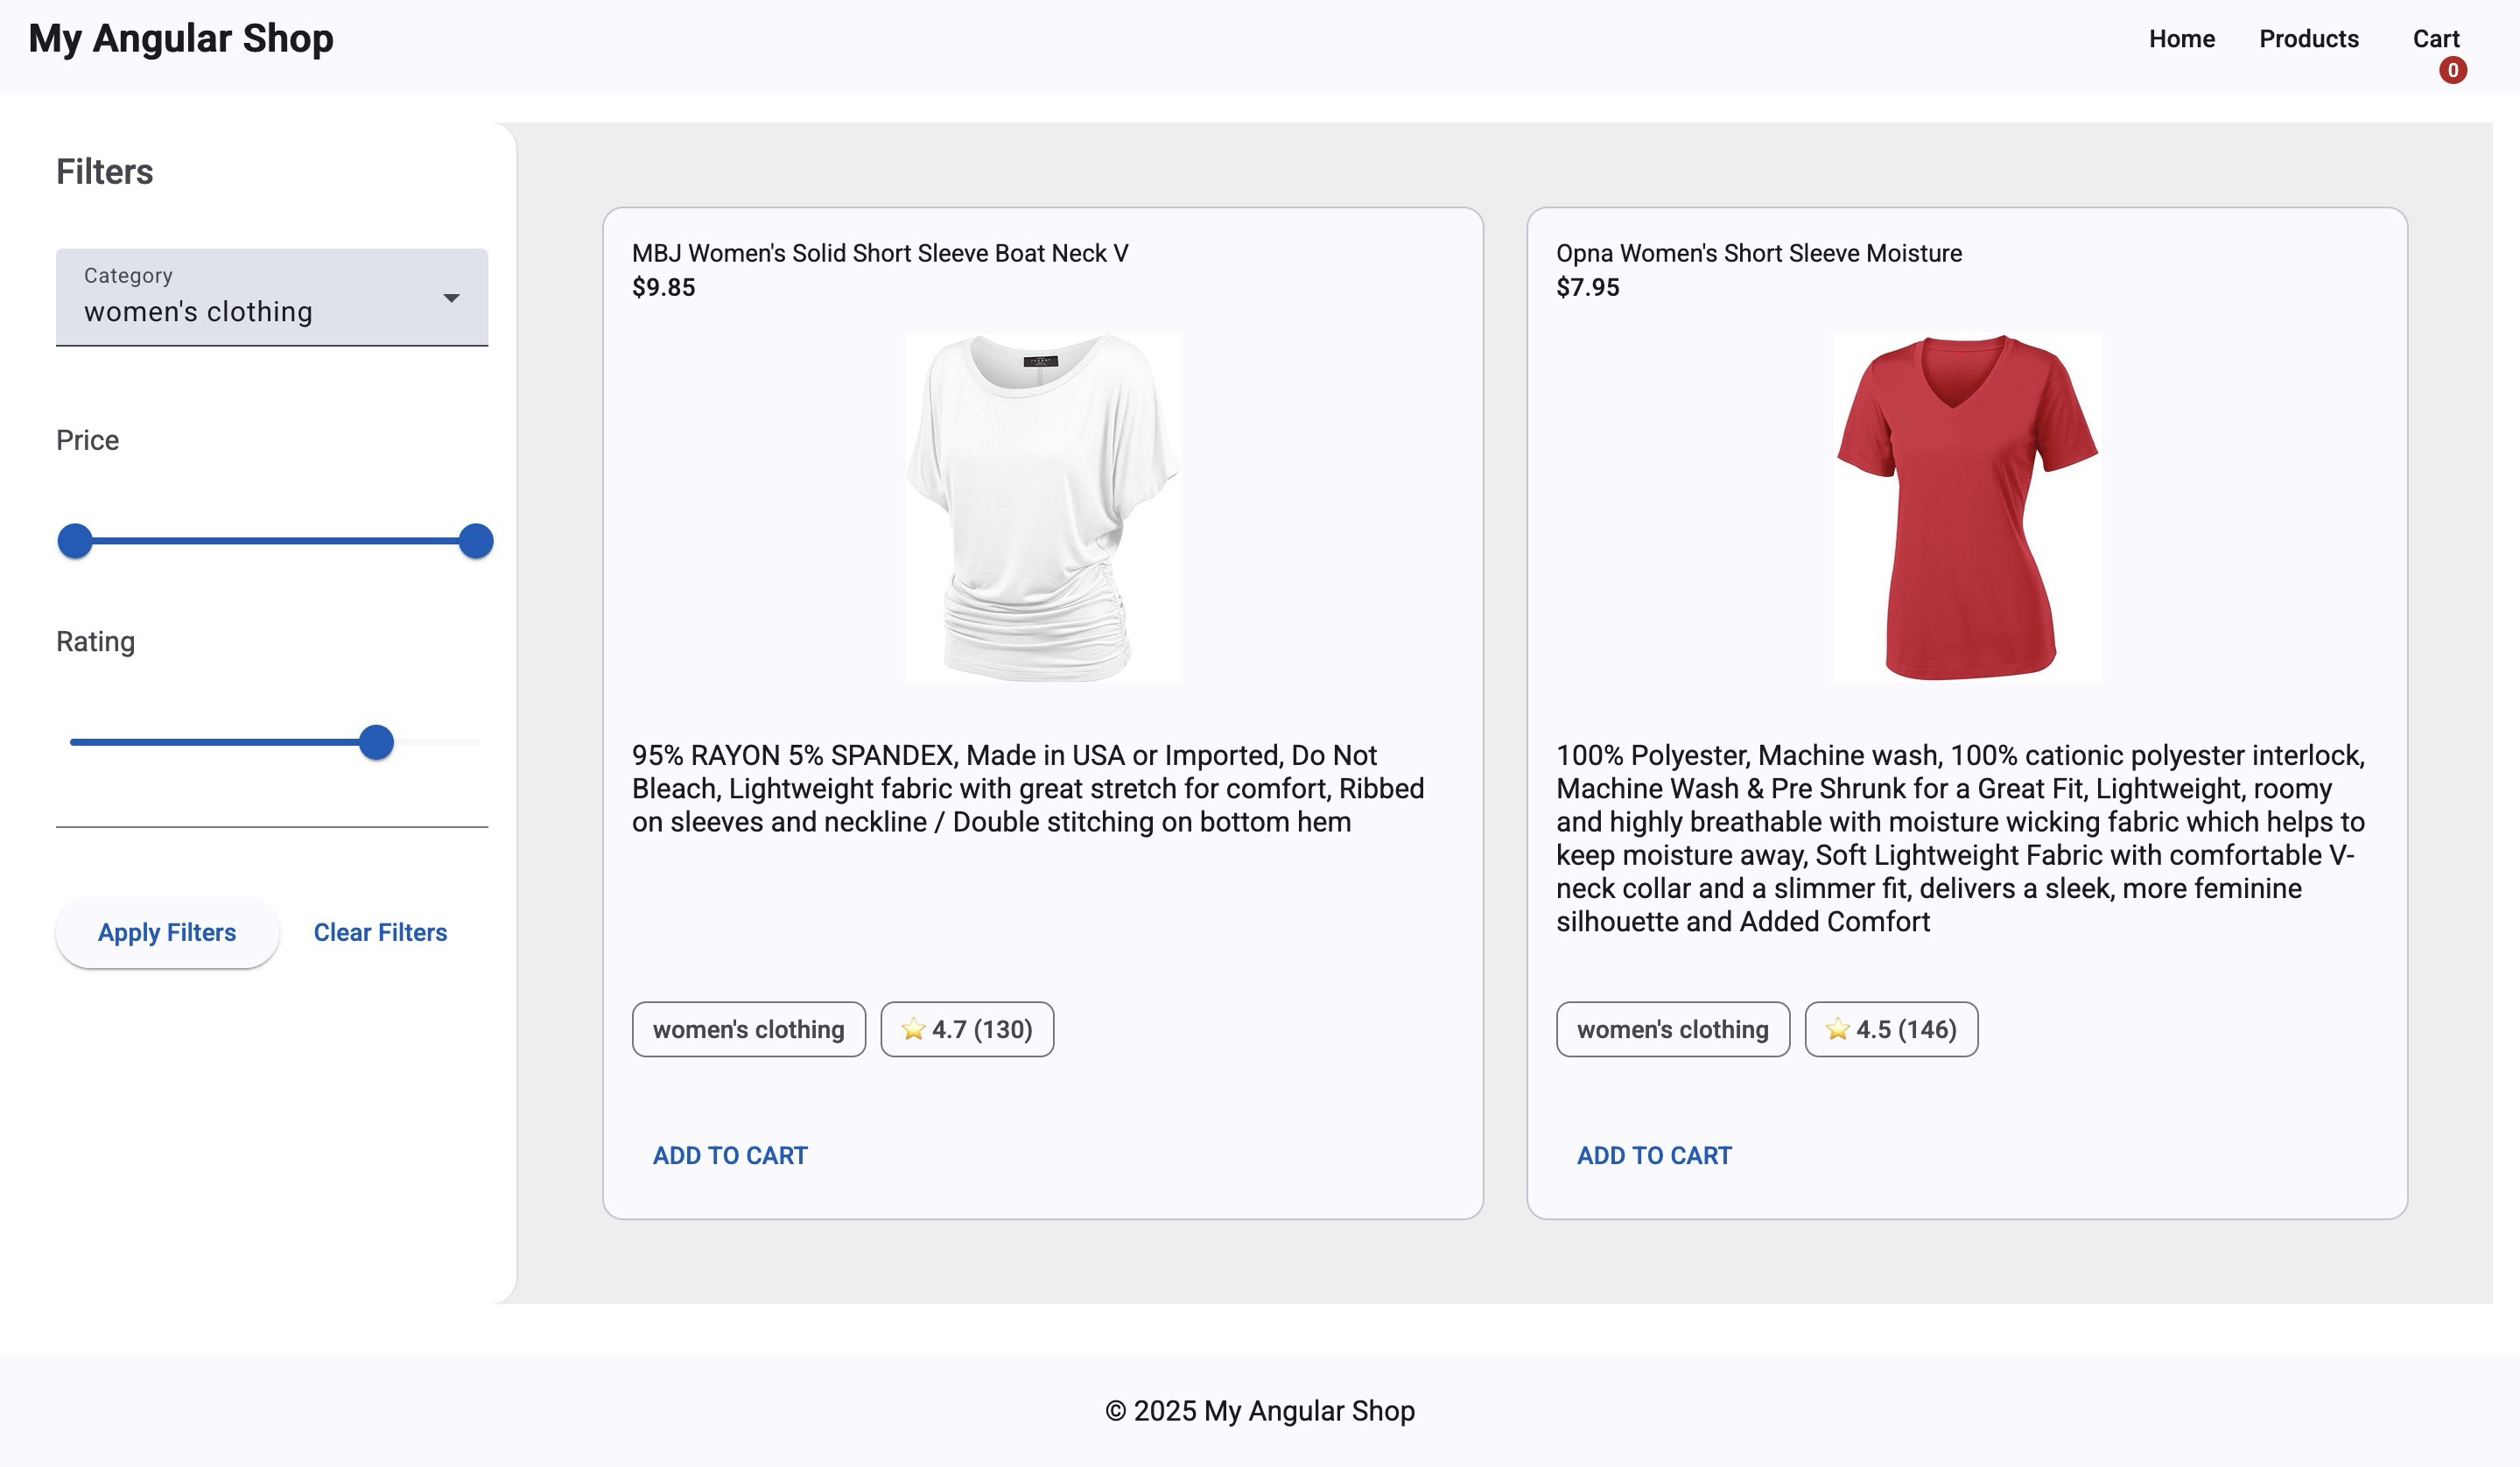 My Angular Shop
Home
Products
Cart
0
Filters
Category
women's clothing
Price
Rating
Apply Filters
Clear Filters
MBJ Women's Solid Short Sleeve Boat Neck V
$9.85
95% RAYON 5% SPANDEX, Made in USA or Imported, Do Not
Bleach, Lightweight fabric with great stretch for comfort, Ribbed
on sleeves and neckline / Double stitching on bottom hem
women's clothing
⭐ 4.7 (130)
ADD TO CART
Opna Women's Short Sleeve Moisture
$7.95
100% Polyester, Machine wash, 100% cationic polyester interlock,
Machine Wash & Pre Shrunk for a Great Fit, Lightweight, roomy
and highly breathable with moisture wicking fabric which helps to
keep moisture away, Soft Lightweight Fabric with comfortable V-
neck collar and a slimmer fit, delivers a sleek, more feminine
silhouette and Added Comfort
women's clothing
⭐ 4.5 (146)
ADD TO CART
© 2025 My Angular Shop